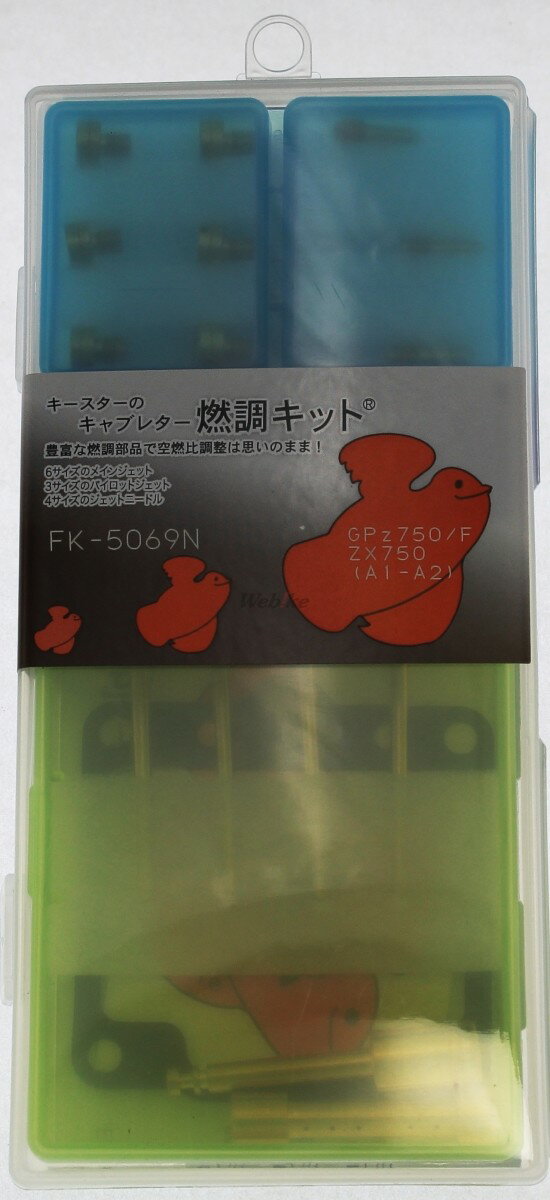 キースターの
キャブレター 燃調キット®
豊富な燃調部品で空燃比調整は思いのまま!
6サイズのメインジェット
3サイズのパイロットジェット
4サイズのジェットニードル
FK-5069N
GPz750/F
ZX750
(A1-A2)
Webike